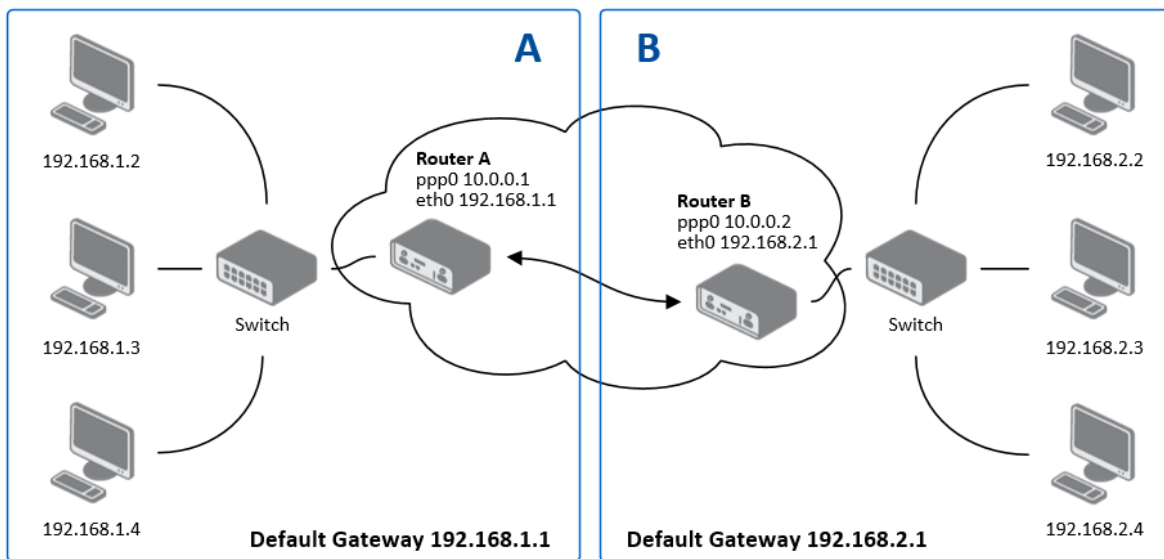 A
B
192.168.1.2
192.168.2.2
Router A
ppp0 10.0.0.1
eth0 192.168.1.1
Router B
ppp0 10.0.0.2
eth0 192.168.2.1
Switch
Switch
192.168.1.3
192.168.2.3
192.168.1.4
192.168.2.4
Default Gateway 192.168.1.1
Default Gateway 192.168.2.1